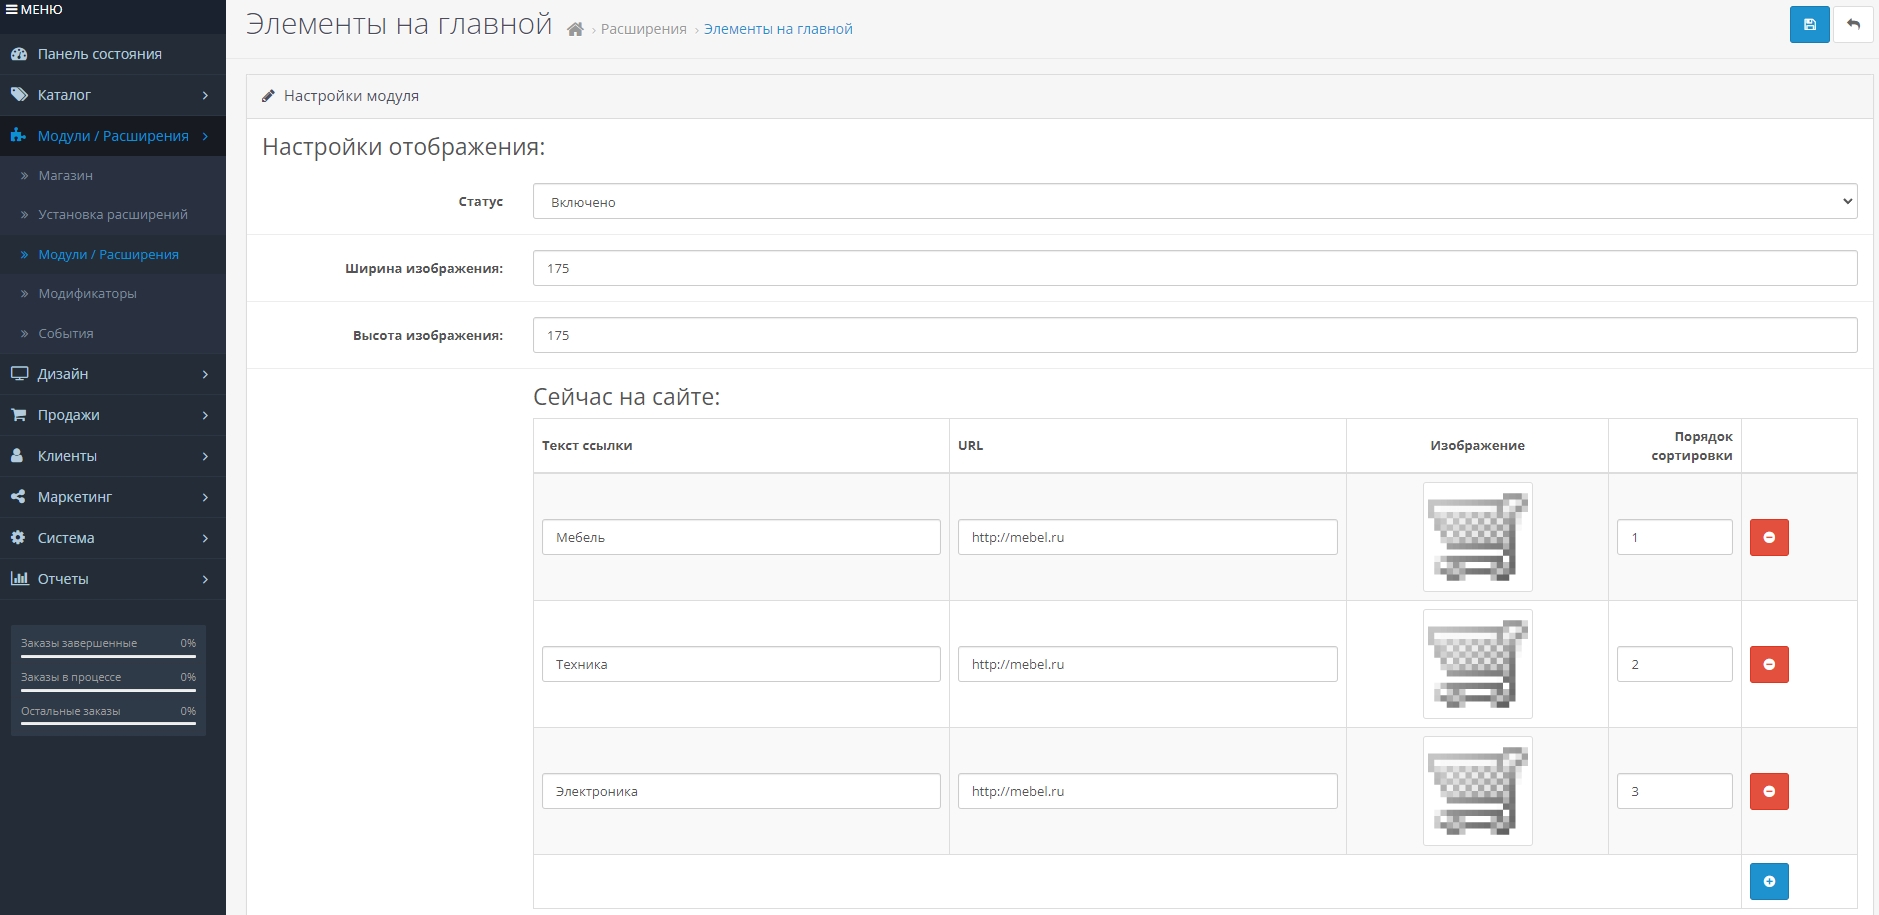 МЕНЮ
Панель состояния
Каталог
Модули / Расширения
Магазин
Установка расширений
Модули / Расширения
Модификаторы
События
Дизайн
Продажи
Клиенты
Маркетинг
Система
Отчеты
Заказы завершенные 0%
Заказы в процессе 0%
Остальные заказы 0%
Элементы на главной
› Расширения › Элементы на главной
Настройки модуля
Настройки отображения:
Статус Включено
Ширина изображения: 175
Высота изображения: 175
Сейчас на сайте:
Текст ссылки URL Изображение Порядок
сортировки
Мебель http://mebel.ru 1
Техника http://mebel.ru 2
Электроника http://mebel.ru 3